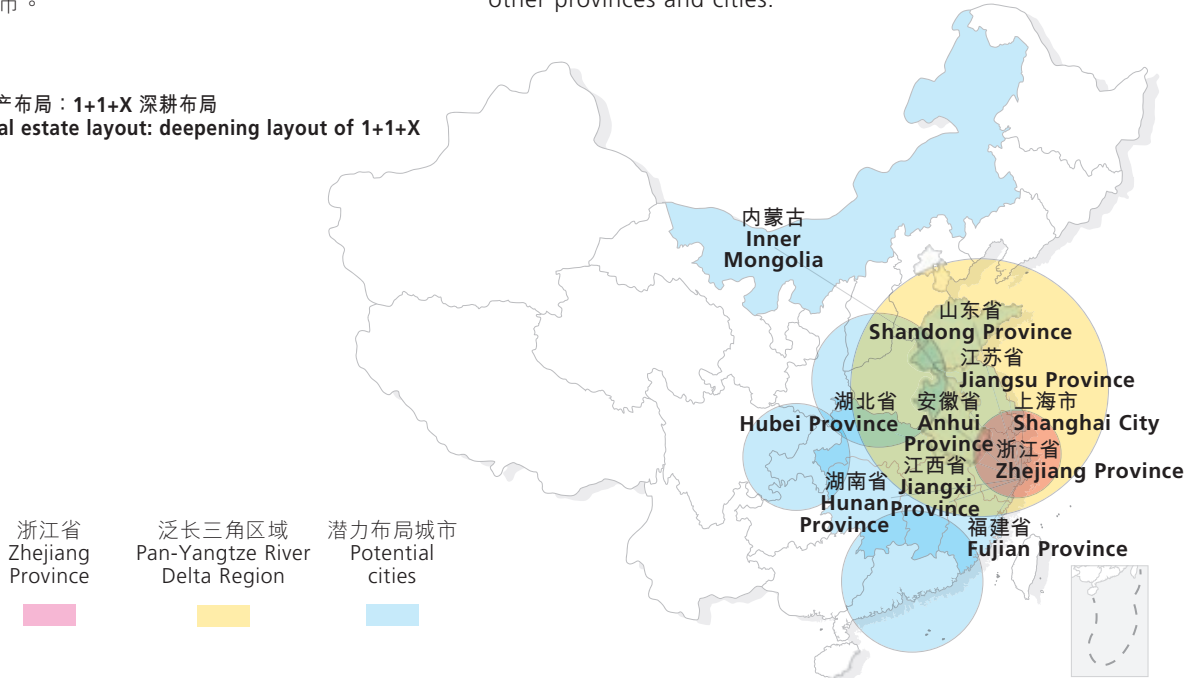 市。
other provinces and cities.
产布局：1+1+X 深耕布局
al estate layout: deepening layout of 1+1+X
内蒙古
Inner
Mongolia
山东省
Shandong Province
江苏省
Jiangsu Province
湖北省
Hubei Province
安徽省
Anhui
Province
上海市
Shanghai City
浙江省
Zhejiang Province
江西省
Jiangxi
Province
湖南省
Hunan
Province
福建省
Fujian Province
浙江省
Zhejiang
Province
泛长三角区域
Pan-Yangtze River
Delta Region
潜力布局城市
Potential
cities